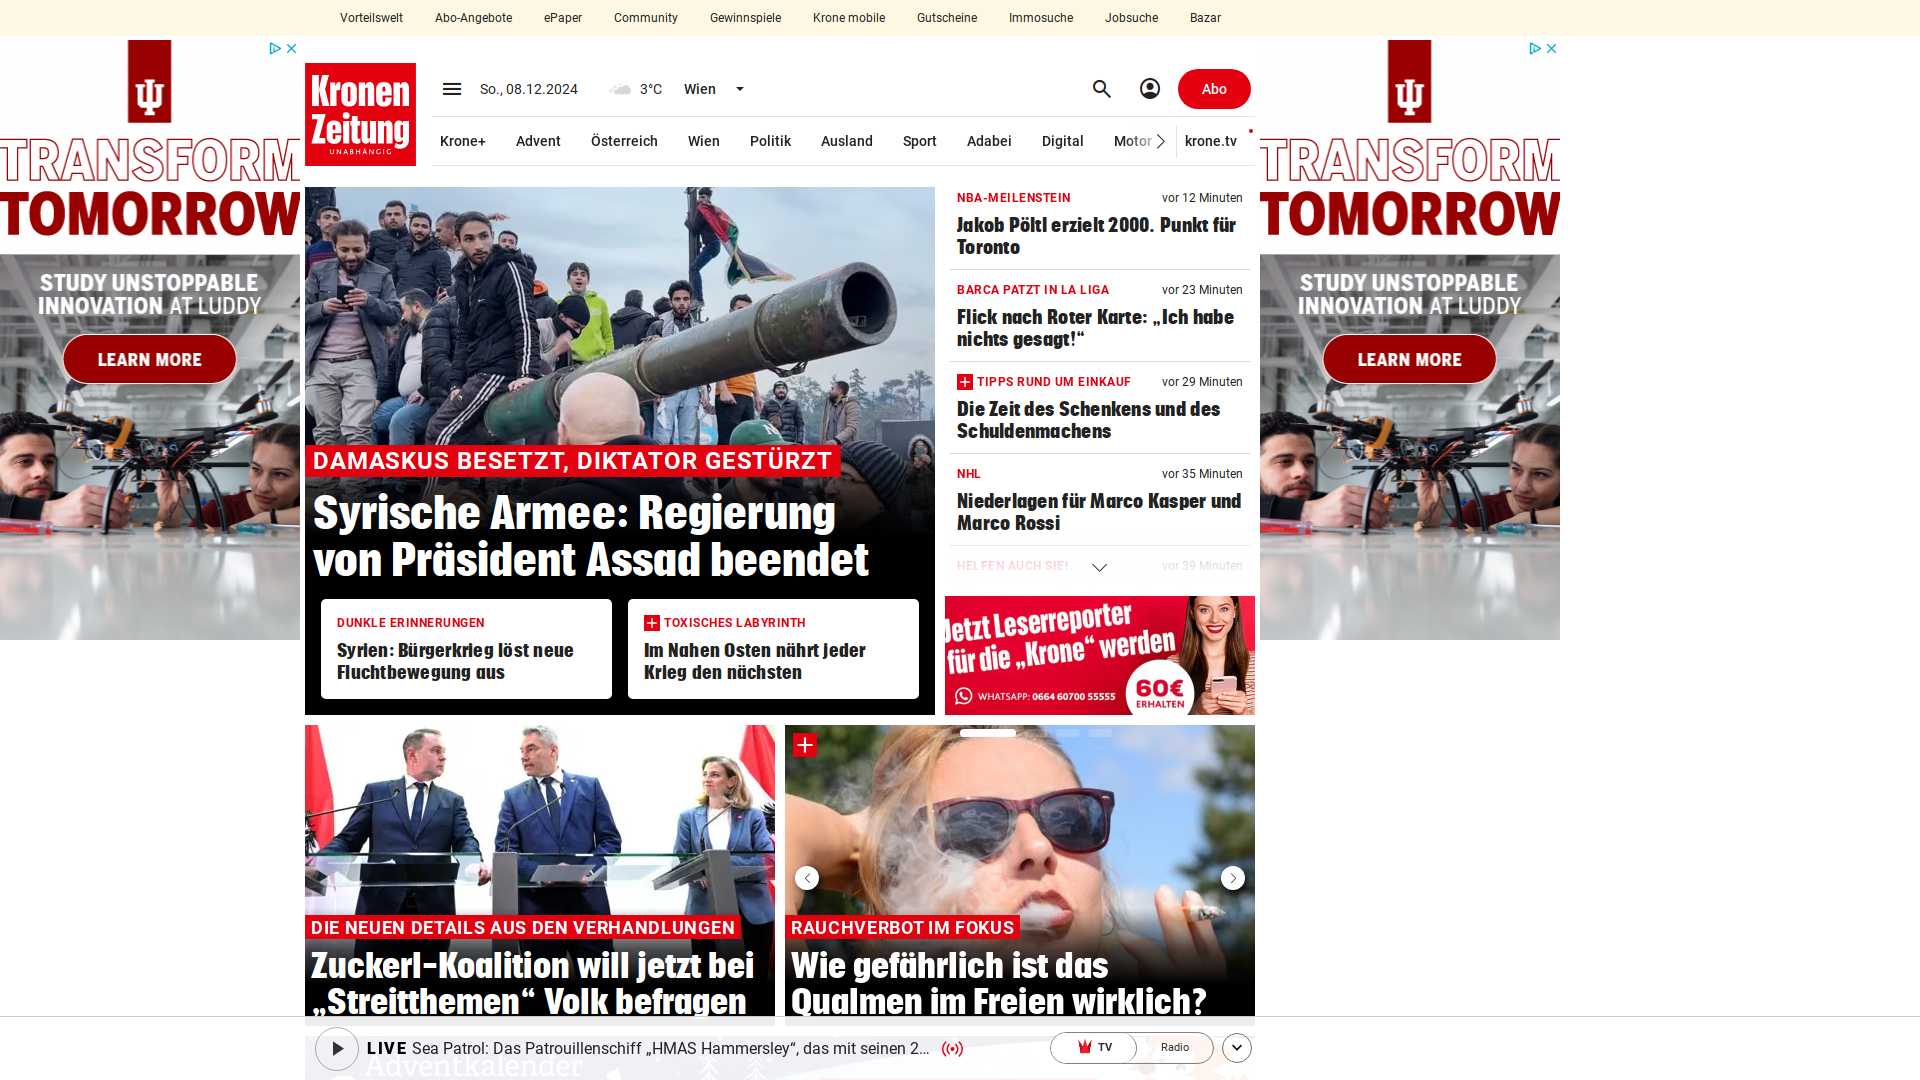 Vorteilswelt Abo-Angebote ePaper Community Gewinnspiele Krone mobile Gutscheine Immosuche Jobsuche Bazar
Kronen
Zeitung
UNABHÄNGIG
So., 08.12.2024 3°C Wien Abo
Krone+ Advent Österreich Wien Politik Ausland Sport Adabei Digital Motor krone.tv
TRANSFORM
TOMORROW
STUDY UNSTOPPABLE
INNOVATION AT LUDDY
LEARN MORE
DAMASKUS BESETZT, DIKTATOR GESTÜRZT
Syrische Armee: Regierung
von Präsident Assad beendet
DUNKLE ERINNERUNGEN
Syrien: Bürgerkrieg löst neue
Fluchtbewegung aus
TOXISCHES LABYRINTH
Im Nahen Osten nährt jeder
Krieg den nächsten
NBA-MEILENSTEIN vor 12 Minuten
Jakob Pöltl erzielt 2000. Punkt für
Toronto
BARCA PATZT IN LA LIGA vor 23 Minuten
Flick nach Roter Karte: „Ich habe
nichts gesagt!“
TIPPS RUND UM EINKAUF vor 29 Minuten
Die Zeit des Schenkens und des
Schuldenmachens
NHL vor 35 Minuten
Niederlagen für Marco Kasper und
Marco Rossi
HELFEN AUCH SIE! vor 39 Minuten
Jetzt Leserreporter
für die „Krone“ werden
WHATSAPP: 0664 60700 55555
60€
ERHALTEN
TRANSFORM
TOMORROW
STUDY UNSTOPPABLE
INNOVATION AT LUDDY
LEARN MORE
DIE NEUEN DETAILS AUS DEN VERHANDLUNGEN
Zuckerl-Koalition will jetzt bei
„Streitthemen“ Volk befragen
RAUCHVERBOT IM FOKUS
Wie gefährlich ist das
Qualmen im Freien wirklich?
LIVE Sea Patrol: Das Patrouillenschiff „HMAS Hammersley“, das mit seinen 2... TV Radio
Adventkalender